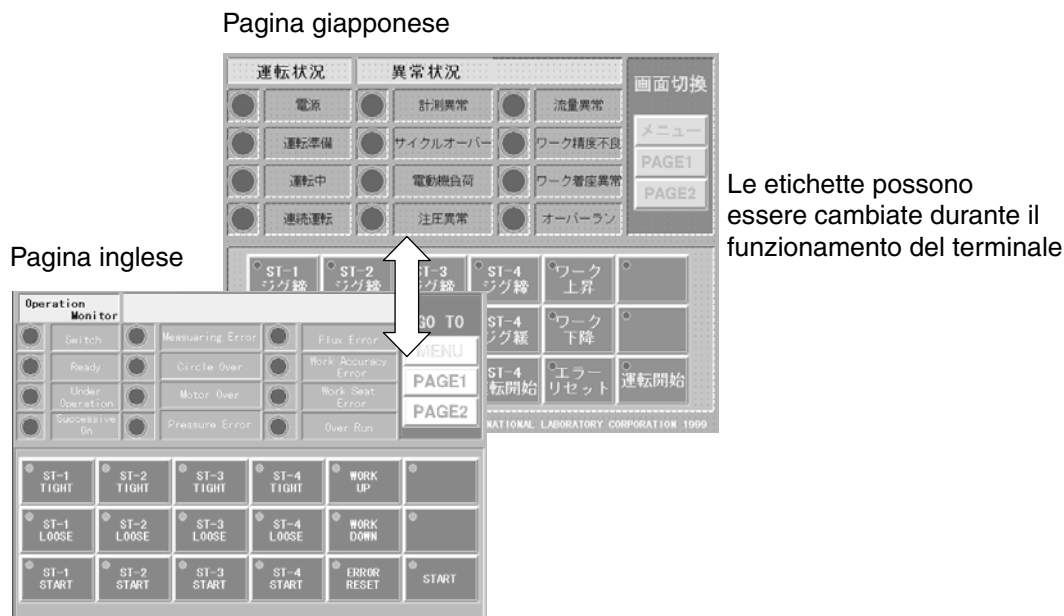 Pagina giapponese
運転状況 異常状況
画面切換
電源 計測異常 流量異常
運転準備 サイクルオーバー ワーク精度不良
運転中 電動機負荷 ワーク着座異常
連続運転 注圧異常 オーバーラン
メニュー
PAGE1
PAGE2
Le etichette possono
essere cambiate durante il
funzionamento del terminale
ST-1 ST-2 ST-3 ST-4 ワーク
ジグ締 ジグ締 ジグ締 ジグ締 上昇
ST-4 ワーク
ジグ緩 下降
ST-4 エラー
転開始 リセット 運転開始
NATIONAL LABORATORY CORPORATION 1999
Pagina inglese
Operation
Monitor
GO TO
Switch Measuaring Error Flux Error
Ready Circle Over Work Accuracy
Error
Under
Operation Motor Over Work Seat
Error
Successive
On Pressure Error Over Run
MENU
PAGE1
PAGE2
ST-1 ST-2 ST-3 ST-4 WORK
TIGHT TIGHT TIGHT TIGHT UP
ST-1 ST-2 ST-3 ST-4 WORK
LOOSE LOOSE LOOSE LOOSE DOWN
ST-1 ST-2 ST-3 ST-4 ERROR
START START START START RESET START